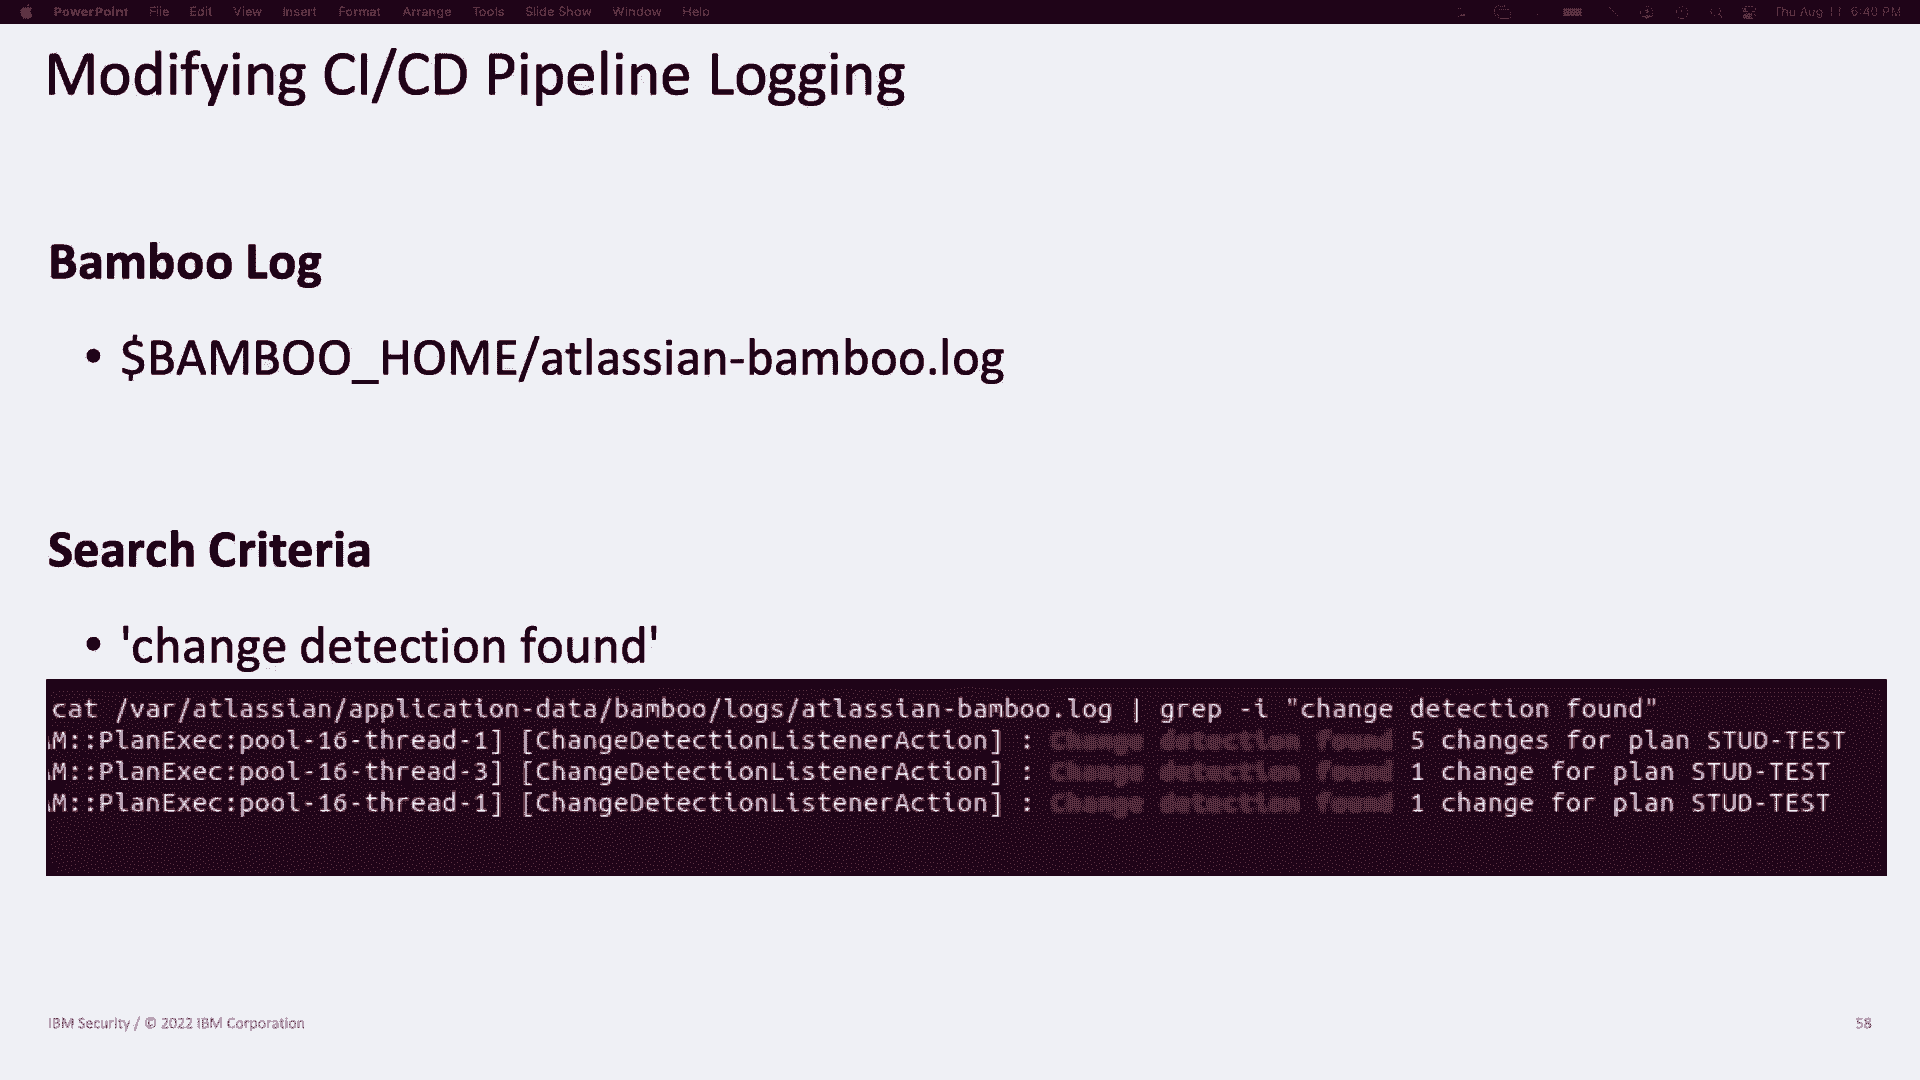 PowerPoint File Edit View Insert Format Arrange Tools Slide Show Window Help Thu Aug 11 6:40 PM
Modifying CI/CD Pipeline Logging
Bamboo Log
• $BAMBOO_HOME/atlassian-bamboo.log
Search Criteria
• 'change detection found'
cat /var/atlassian/application-data/bamboo/logs/atlassian-bamboo.log | grep -i "change detection found"
M::PlanExec:pool-16-thread-1] [ChangeDetectionListenerAction] : Change detection found 5 changes for plan STUD-TEST
M::PlanExec:pool-16-thread-3] [ChangeDetectionListenerAction] : Change detection found 1 change for plan STUD-TEST
M::PlanExec:pool-16-thread-1] [ChangeDetectionListenerAction] : Change detection found 1 change for plan STUD-TEST
IBM Security / © 2022 IBM Corporation
58